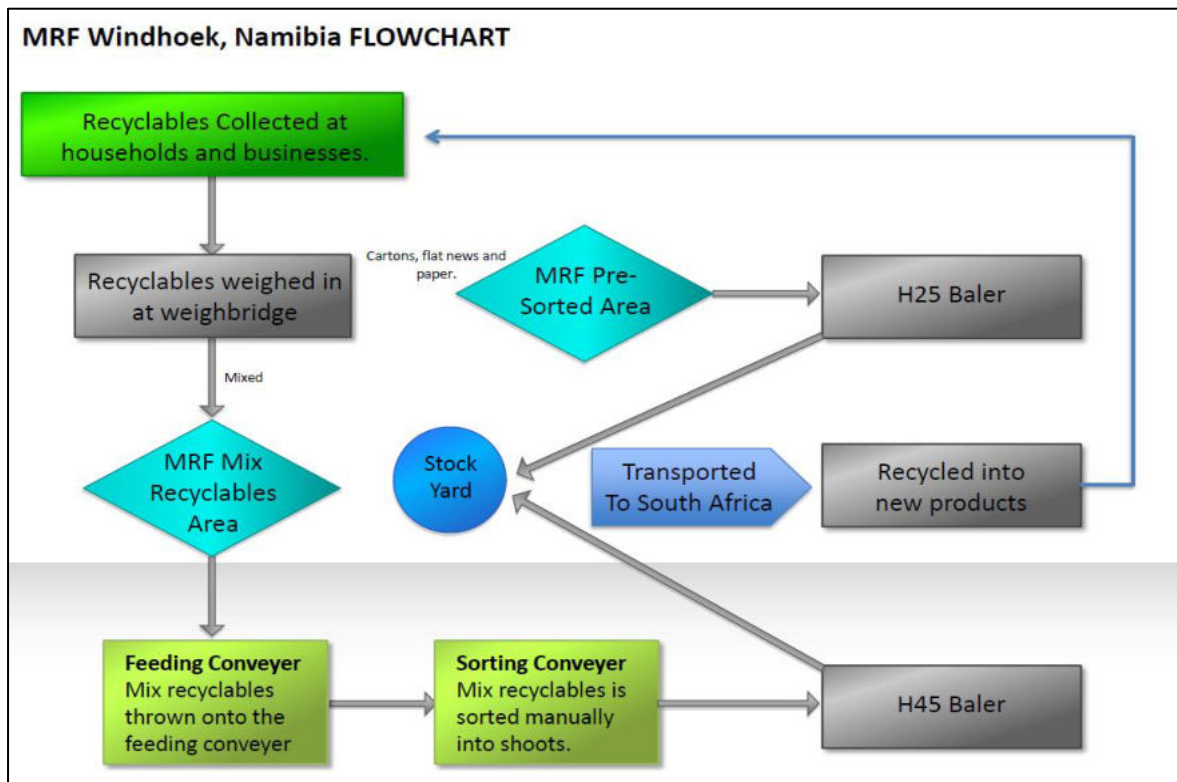 MRF Windhoek, Namibia FLOWCHART
Recyclables Collected at
households and businesses.
Recyclables weighed in
at weighbridge
Cartons, flat news and
paper.
MRF Pre-
Sorted Area
H25 Baler
Mixed
MRF Mix
Recyclables
Area
Stock
Yard
Transported
To South Africa
Recycled into
new products
Feeding Conveyer
Mix recyclables
thrown onto the
feeding conveyer
Sorting Conveyer
Mix recyclables is
sorted manually
into shoots.
H45 Baler